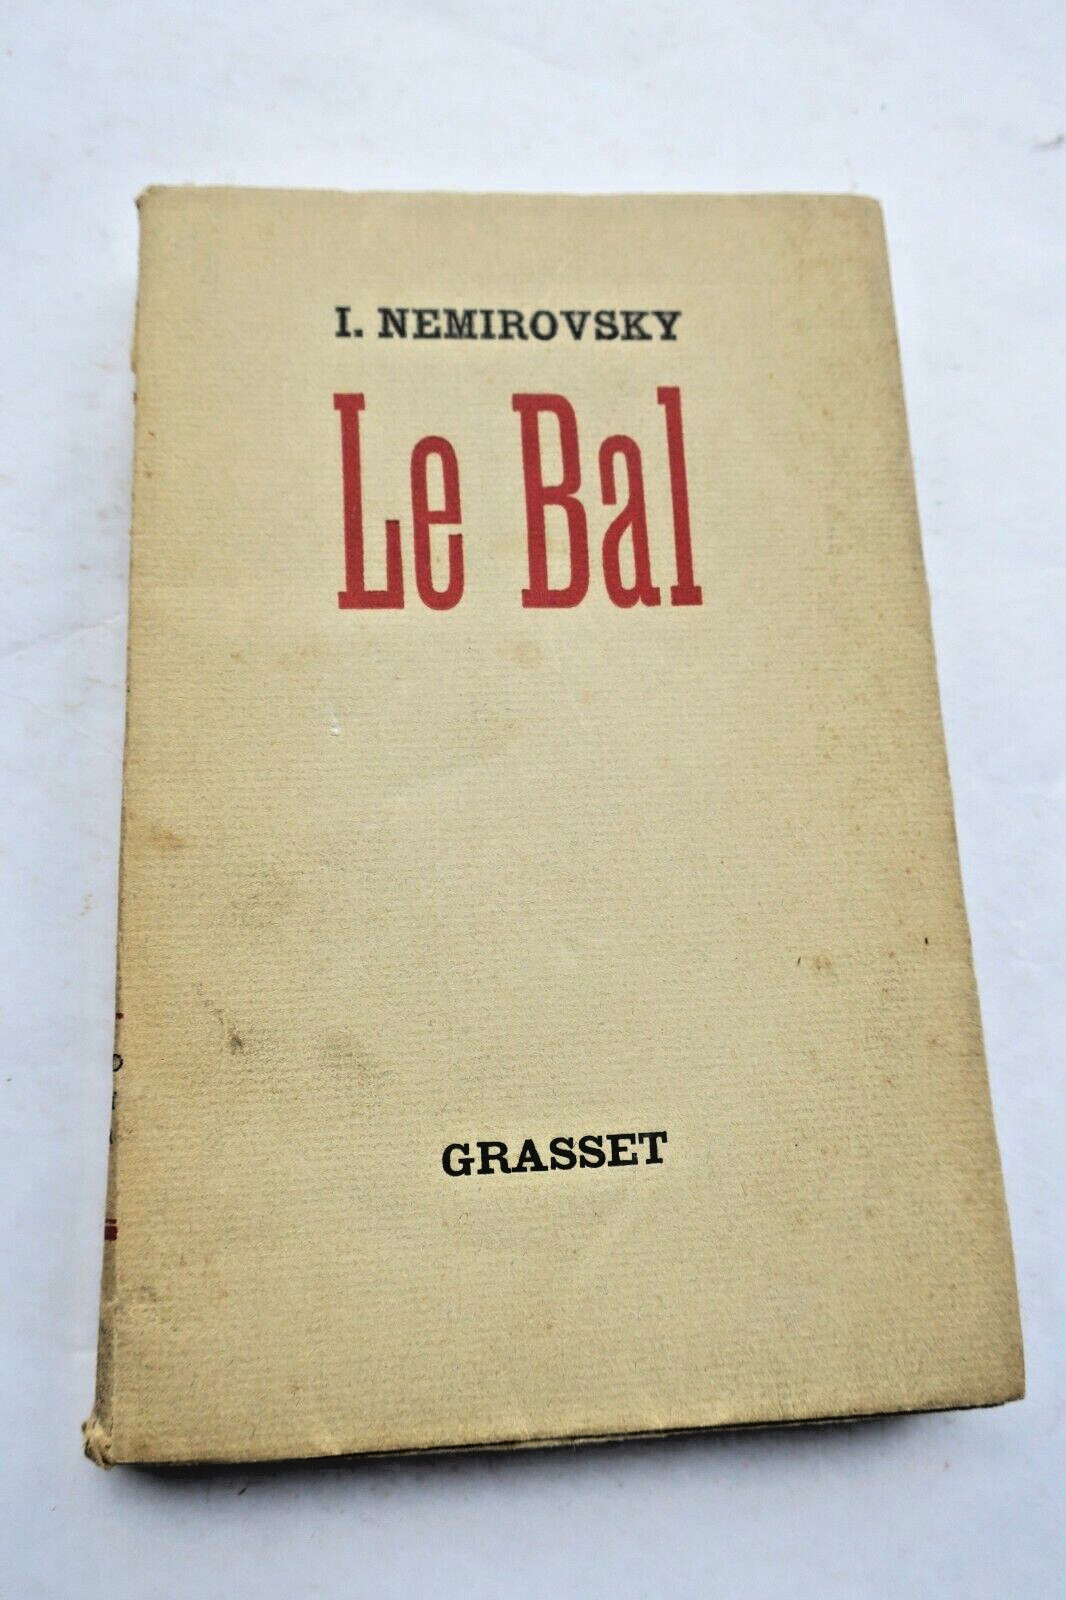 I. NEMIROVSKY
Le Bal
GRASSET